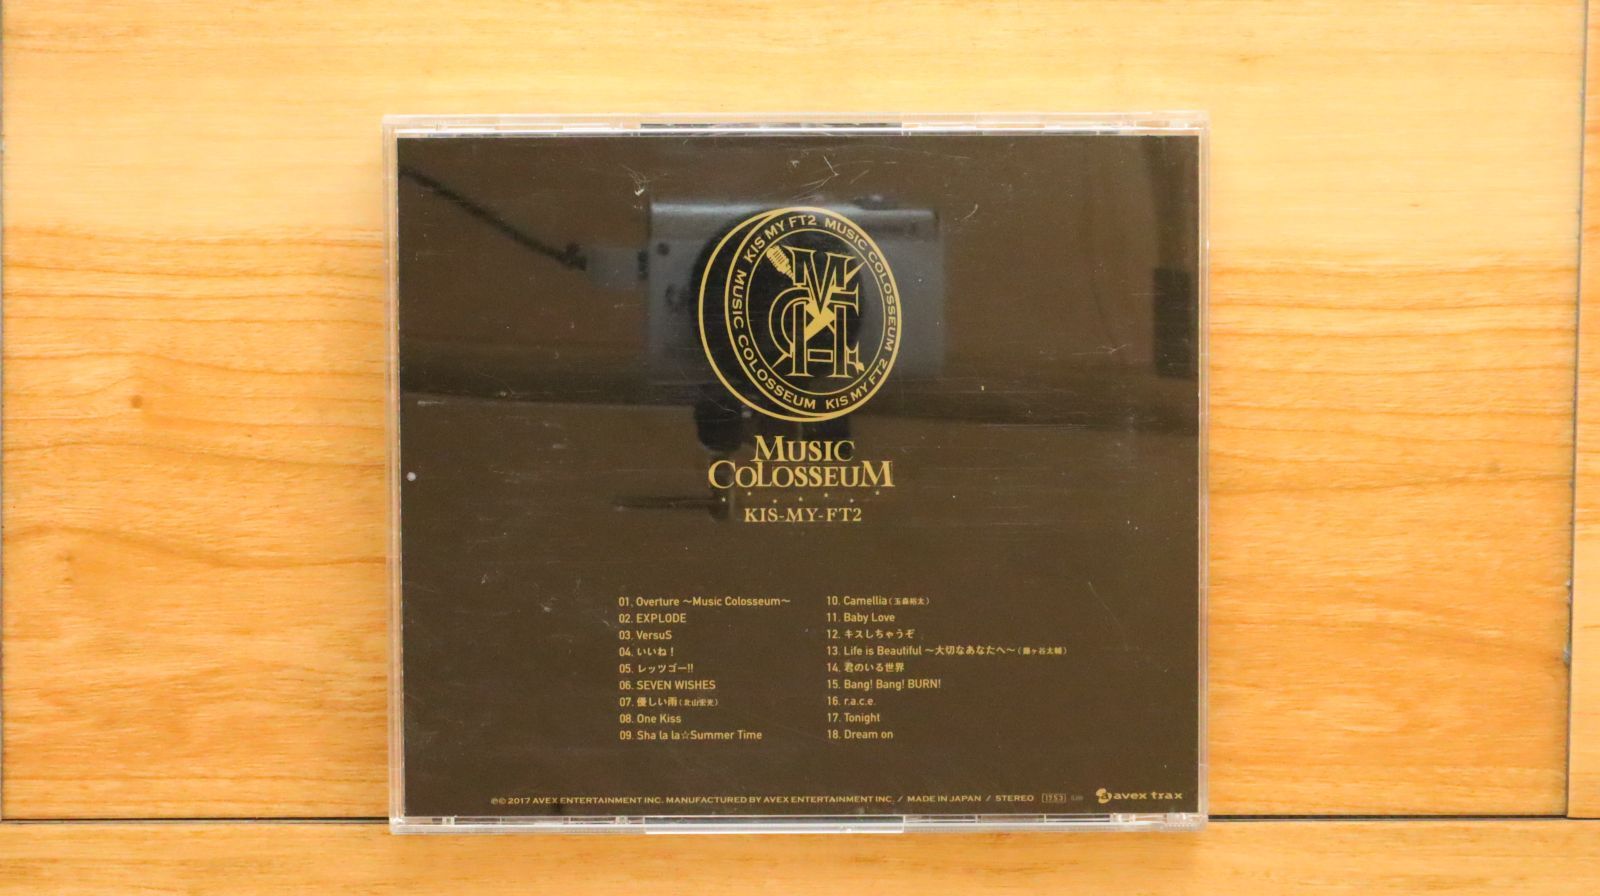 KIS MY FT2 MUSIC COLOSSEUM KIS MY FT2 MUSIC COLOSSEUM
MCH
MUSIC
COLOSSEUM
KIS-MY-FT2
01. Overture ～Music Colosseum～
02. EXPLODE
03. VersuS
04. いいね！
05. レッツゴー!!
06. SEVEN WISHES
07. 優しい雨（北山宏光）
08. One Kiss
09. Sha la la☆Summer Time
10. Camellia（玉森裕太）
11. Baby Love
12. キスしちゃうぞ
13. Life is Beautiful ～大切なあなたへ～（藤ヶ谷太輔）
14. 君のいる世界
15. Bang! Bang! BURN!
16. r.a.c.e.
17. Tonight
18. Dream on
℗© 2017 AVEX ENTERTAINMENT INC. MANUFACTURED BY AVEX ENTERTAINMENT INC. / MADE IN JAPAN / STEREO
avex trax